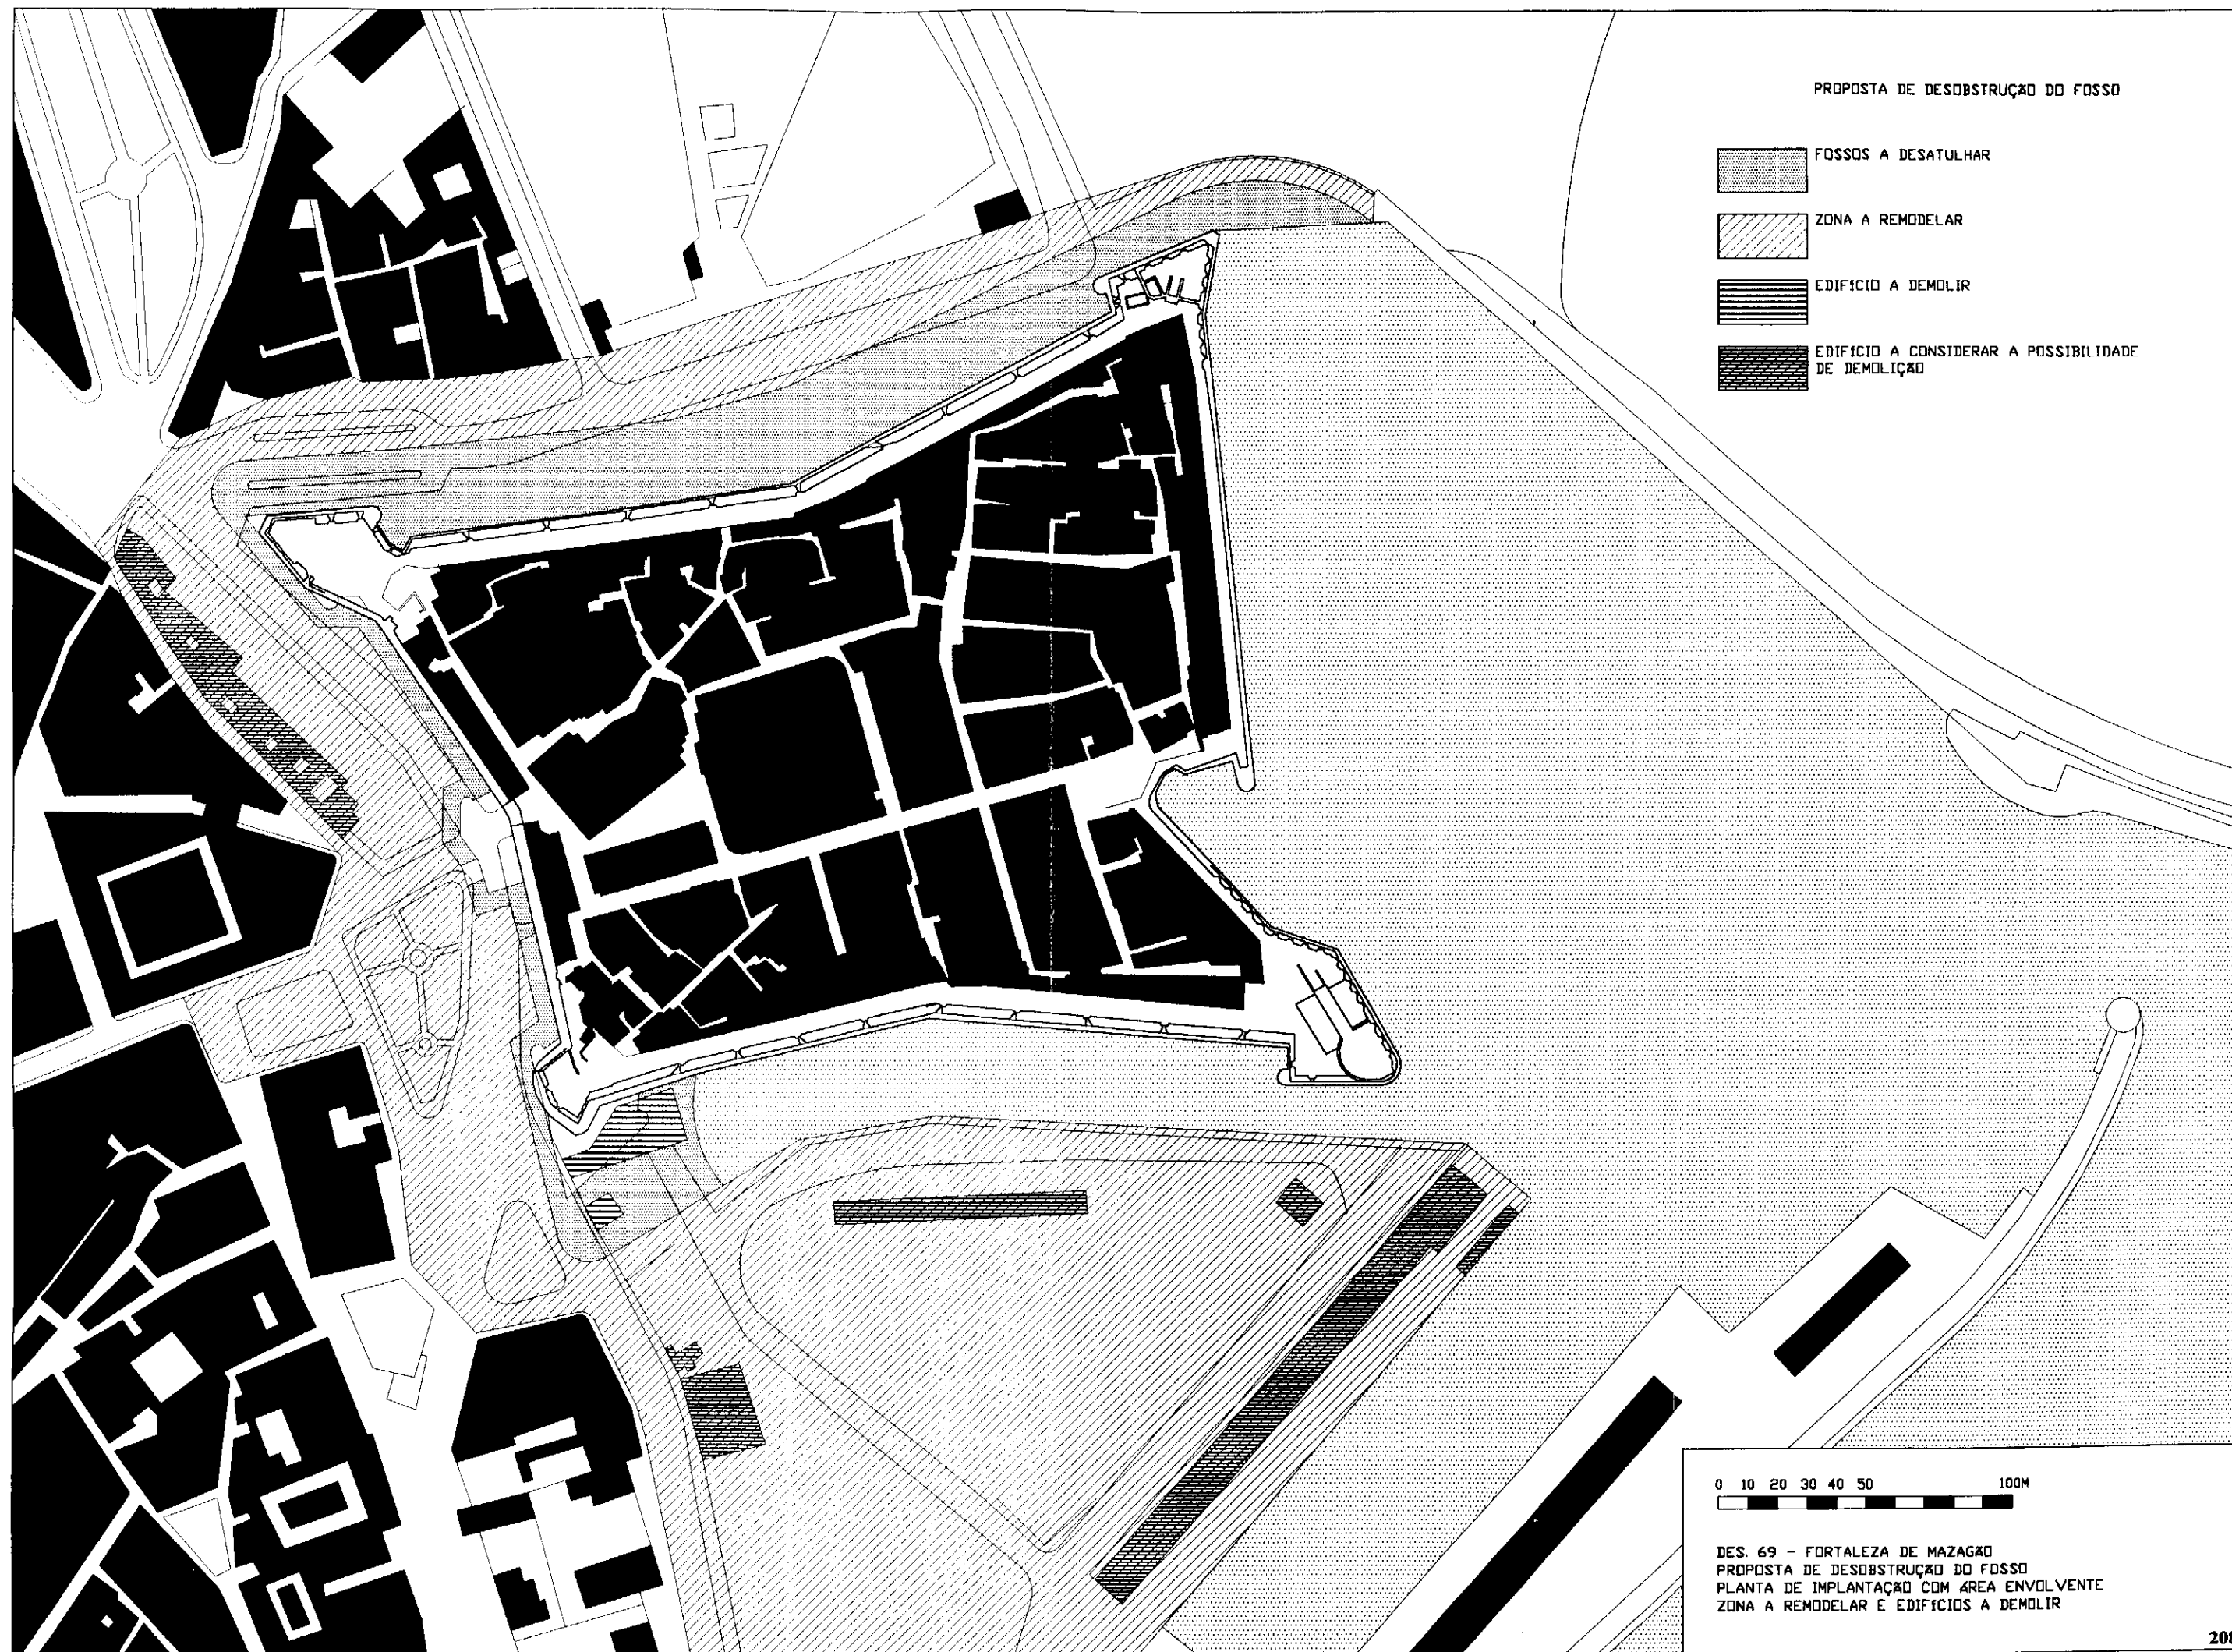 PROPOSTA DE DESOBSTRUÇÃO DO FOSSO
FOSSOS A DESATULHAR
ZONA A REMODELAR
EDIFÍCIO A DEMOLIR
EDIFÍCIO A CONSIDERAR A POSSIBILIDADE
DE DEMOLIÇÃO
0 10 20 30 40 50 100M
DES. 69 - FORTALEZA DE MAZAGÃO
PROPOSTA DE DESOBSTRUÇÃO DO FOSSO
PLANTA DE IMPLANTAÇÃO COM ÁREA ENVOLVENTE
ZONA A REMODELAR E EDIFÍCIOS A DEMOLIR